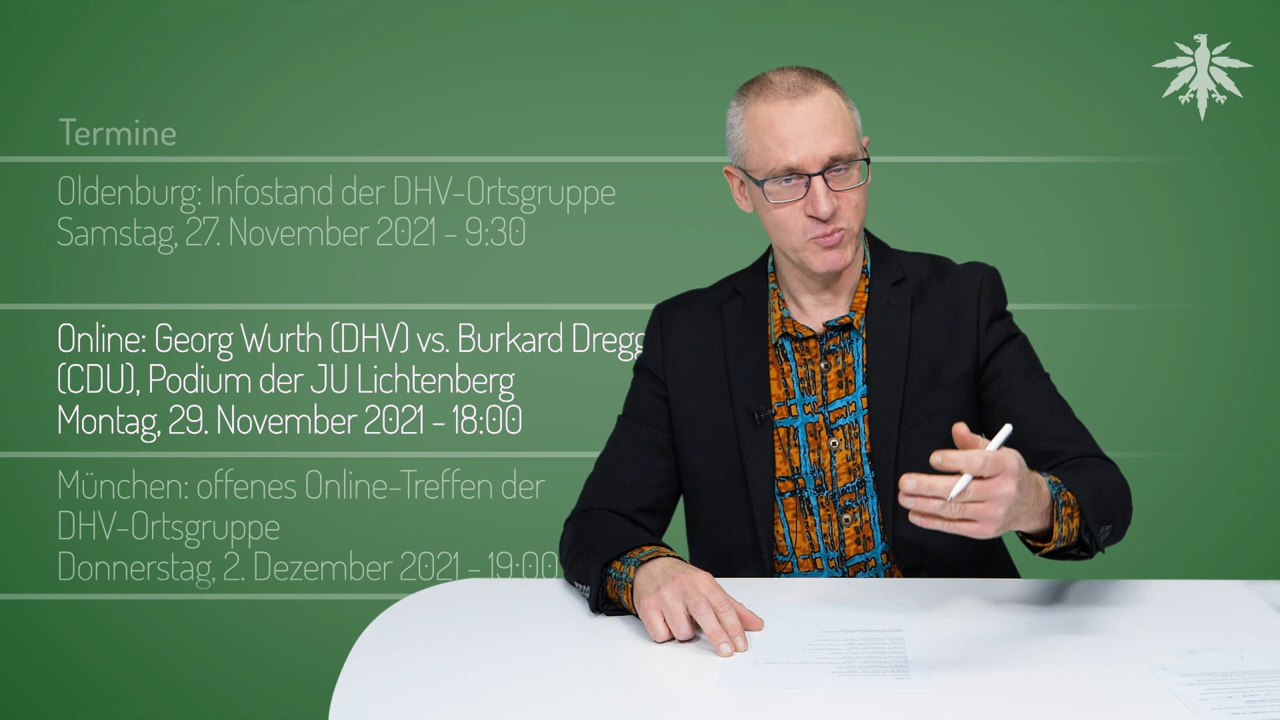 Termine
Oldenburg: Infostand der DHV-Ortsgruppe
Samstag, 27. November 2021 - 9:30
Online: Georg Wurth (DHV) vs. Burkard
(CDU), Podium der JU Lichtenberg
Montag, 29. November 2021 - 18:00
München: offenes Online-Treffen der
DHV-Ortsgruppe
Donnerstag, 2. Dezember 2021 - 19:00